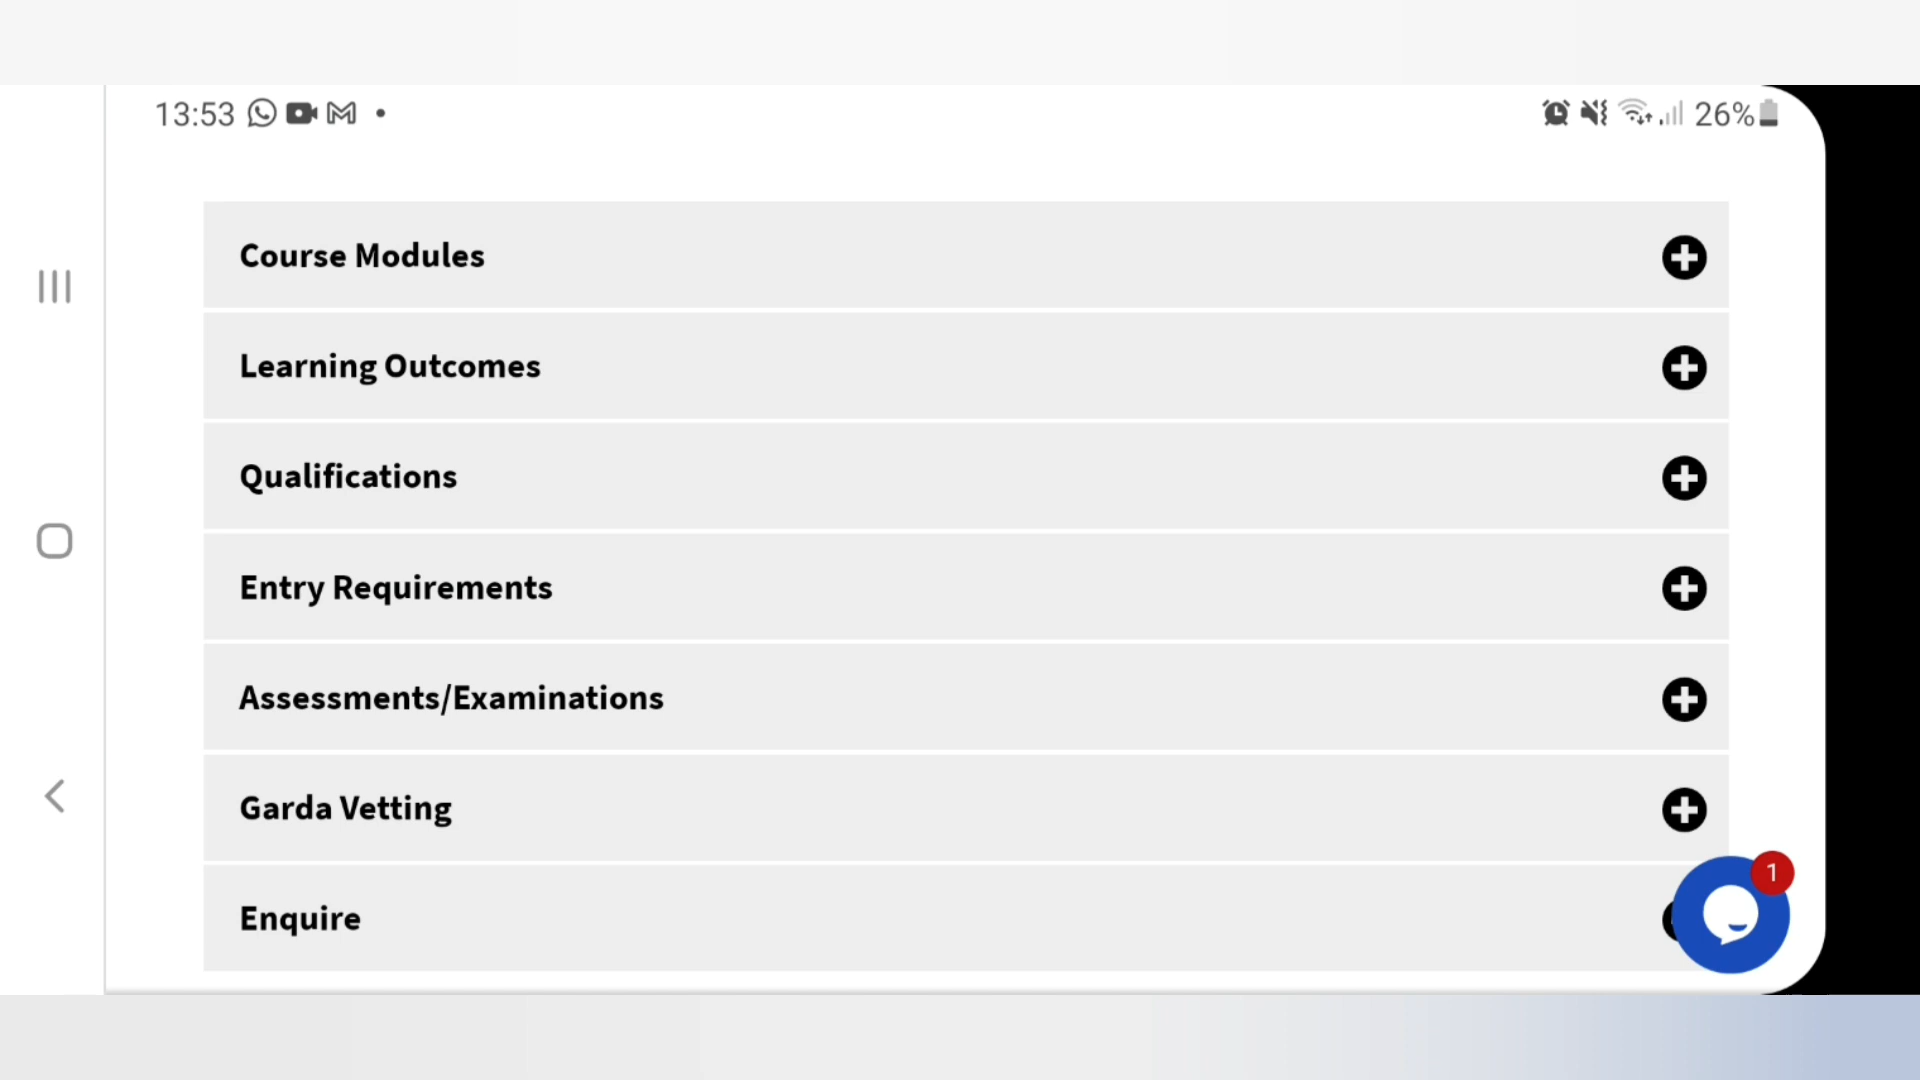 13:53
26%
Course Modules
Learning Outcomes
Qualifications
Entry Requirements
Assessments/Examinations
Garda Vetting
Enquire
1